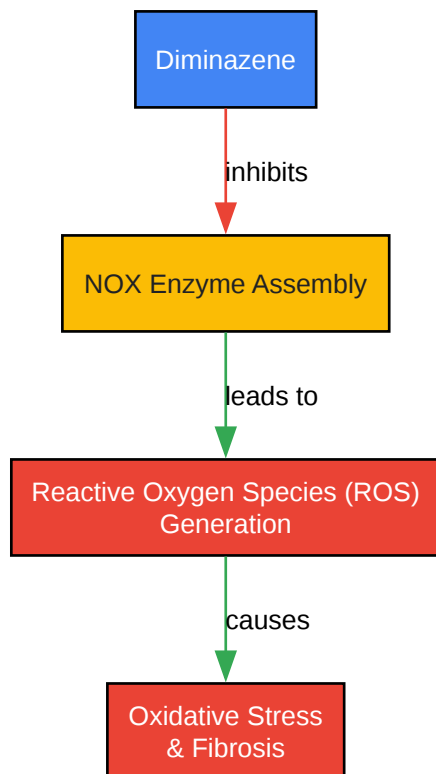 Diminazene
inhibits
NOX Enzyme Assembly
leads to
Reactive Oxygen Species (ROS)
Generation
causes
Oxidative Stress
& Fibrosis